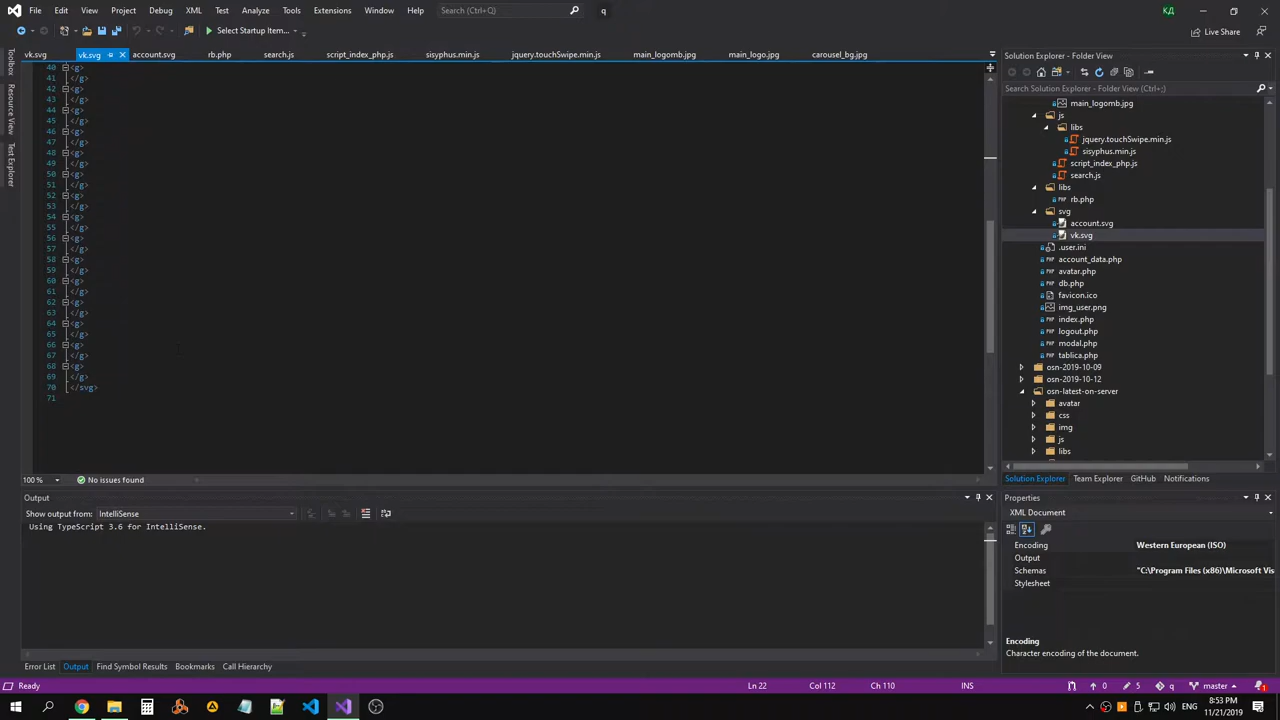 File Edit View Project Debug XML Test Analyze Tools Extensions Window Help Search (Ctrl+Q) q КД
Select Startup Item... Live Share
vk.svg vk.svg account.svg rb.php search.js script_index_php.js sisyphus.min.js jquery.touchSwipe.min.js main_logomb.jpg main_logo.jpg carousel_bg.jpg
Toolbox
Resource View
Test Explorer
40 <g>
41 </g>
42 <g>
43 </g>
44 <g>
45 </g>
46 <g>
47 </g>
48 <g>
49 </g>
50 <g>
51 </g>
52 <g>
53 </g>
54 <g>
55 </g>
56 <g>
57 </g>
58 <g>
59 </g>
60 <g>
61 </g>
62 <g>
63 </g>
64 <g>
65 </g>
66 <g>
67 </g>
68 <g>
69 </g>
70 </svg>
71
100 % No issues found
Output
Show output from: IntelliSense
Using TypeScript 3.6 for IntelliSense.
Error List Output Find Symbol Results Bookmarks Call Hierarchy
Solution Explorer - Folder View
Search Solution Explorer - Folder View (Ctrl+;)
main_logomb.jpg
js
libs
jquery.touchSwipe.min.js
sisyphus.min.js
script_index_php.js
search.js
libs
rb.php
svg
account.svg
vk.svg
.user.ini
account_data.php
avatar.php
db.php
favicon.ico
img_user.png
index.php
logout.php
modal.php
tablica.php
osn-2019-10-09
osn-2019-10-12
osn-latest-on-server
avatar
css
img
js
libs
Solution Explorer Team Explorer GitHub Notifications
Properties
XML Document
Encoding Western European (ISO)
Output
Schemas "C:\Program Files (x86)\Microsoft Vis
Stylesheet
Encoding
Character encoding of the document.
Ready Ln 22 Col 112 Ch 110 INS 0 5 q master 1
ENG 8:53 PM
11/21/2019